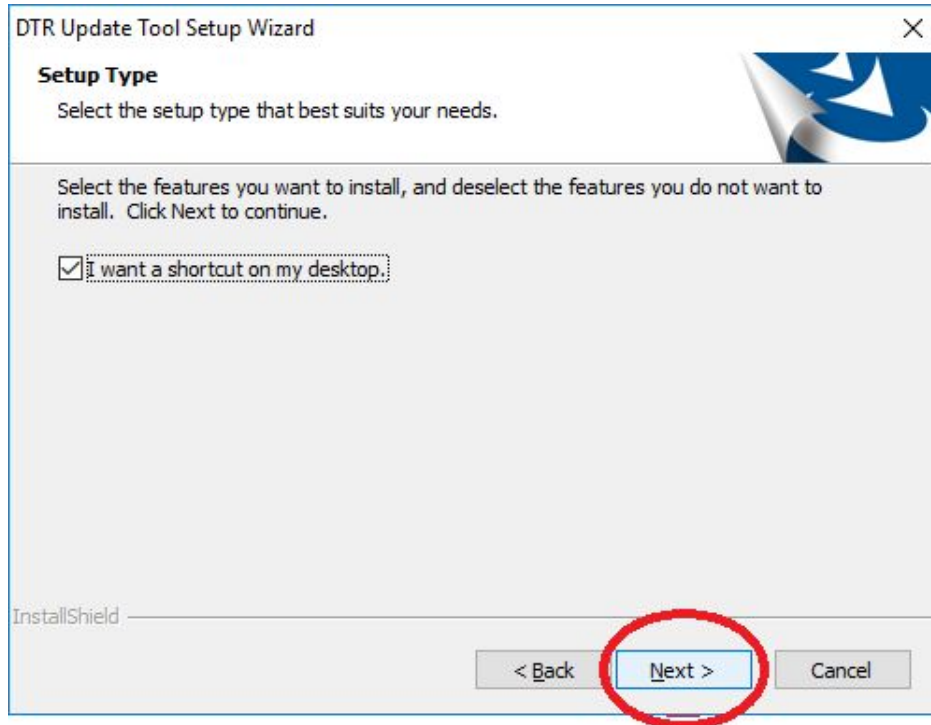 DTR Update Tool Setup Wizard
Setup Type
Select the setup type that best suits your needs.
Select the features you want to install, and deselect the features you do not want to
install. Click Next to continue.
I want a shortcut on my desktop.
InstallShield
< Back Next > Cancel